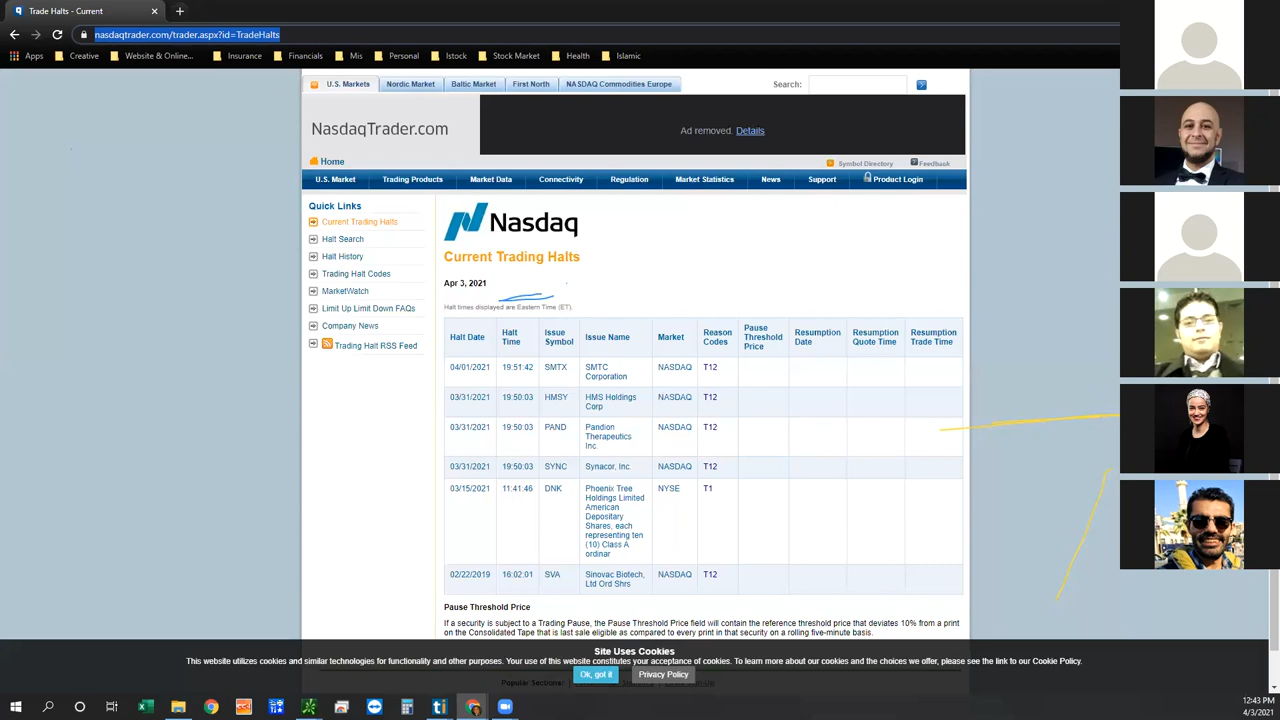 Trade Halts - Current
nasdaqtrader.com/trader.aspx?id=TradeHalts
Apps Creative Website & Online... Insurance Financials Mis Personal Istock Stock Market Health Islamic
U.S. Markets Nordic Market Baltic Market First North NASDAQ Commodities Europe Search:
NasdaqTrader.com
Ad removed. Details
Home
Symbol Directory Feedback
U.S. Market Trading Products Market Data Connectivity Regulation Market Statistics News Support Product Login
Quick Links
Current Trading Halts
Halt Search
Halt History
Trading Halt Codes
MarketWatch
Limit Up Limit Down FAQs
Company News
Trading Halt RSS Feed
Nasdaq
Current Trading Halts
Apr 3, 2021
Halt times displayed are Eastern Time (ET).
Halt Date Halt Time Issue Symbol Issue Name Market Reason Codes Pause Threshold Price Resumption Date Resumption Quote Time Resumption Trade Time
04/01/2021 19:51:42 SMTX SMTC Corporation NASDAQ T12
03/31/2021 19:50:03 HMSY HMS Holdings Corp NASDAQ T12
03/31/2021 19:50:03 PAND Pandion Therapeutics Inc NASDAQ T12
03/31/2021 19:50:03 SYNC Synacor, Inc. NASDAQ T12
03/15/2021 11:41:46 DNK Phoenix Tree Holdings Limited American Depositary Shares, each representing ten (10) Class A ordinar NYSE T1
02/22/2019 16:02:01 SVA Sinovac Biotech, Ltd Ord Shrs NASDAQ T12
Pause Threshold Price
If a security is subject to a Trading Pause, the Pause Threshold Price field will contain the reference threshold price that deviates 10% from a print
on the Consolidated Tape that is last sale eligible as compared to every print in that security on a rolling five-minute basis.
Site Uses Cookies
This website utilizes cookies and similar technologies for functionality and other purposes. Your use of this website constitutes your acceptance of cookies. To learn more about our cookies and the choices we offer, please see the link to our Cookie Policy.
Ok, got it Privacy Policy
Popular Sections:
12:43 PM
4/3/2021